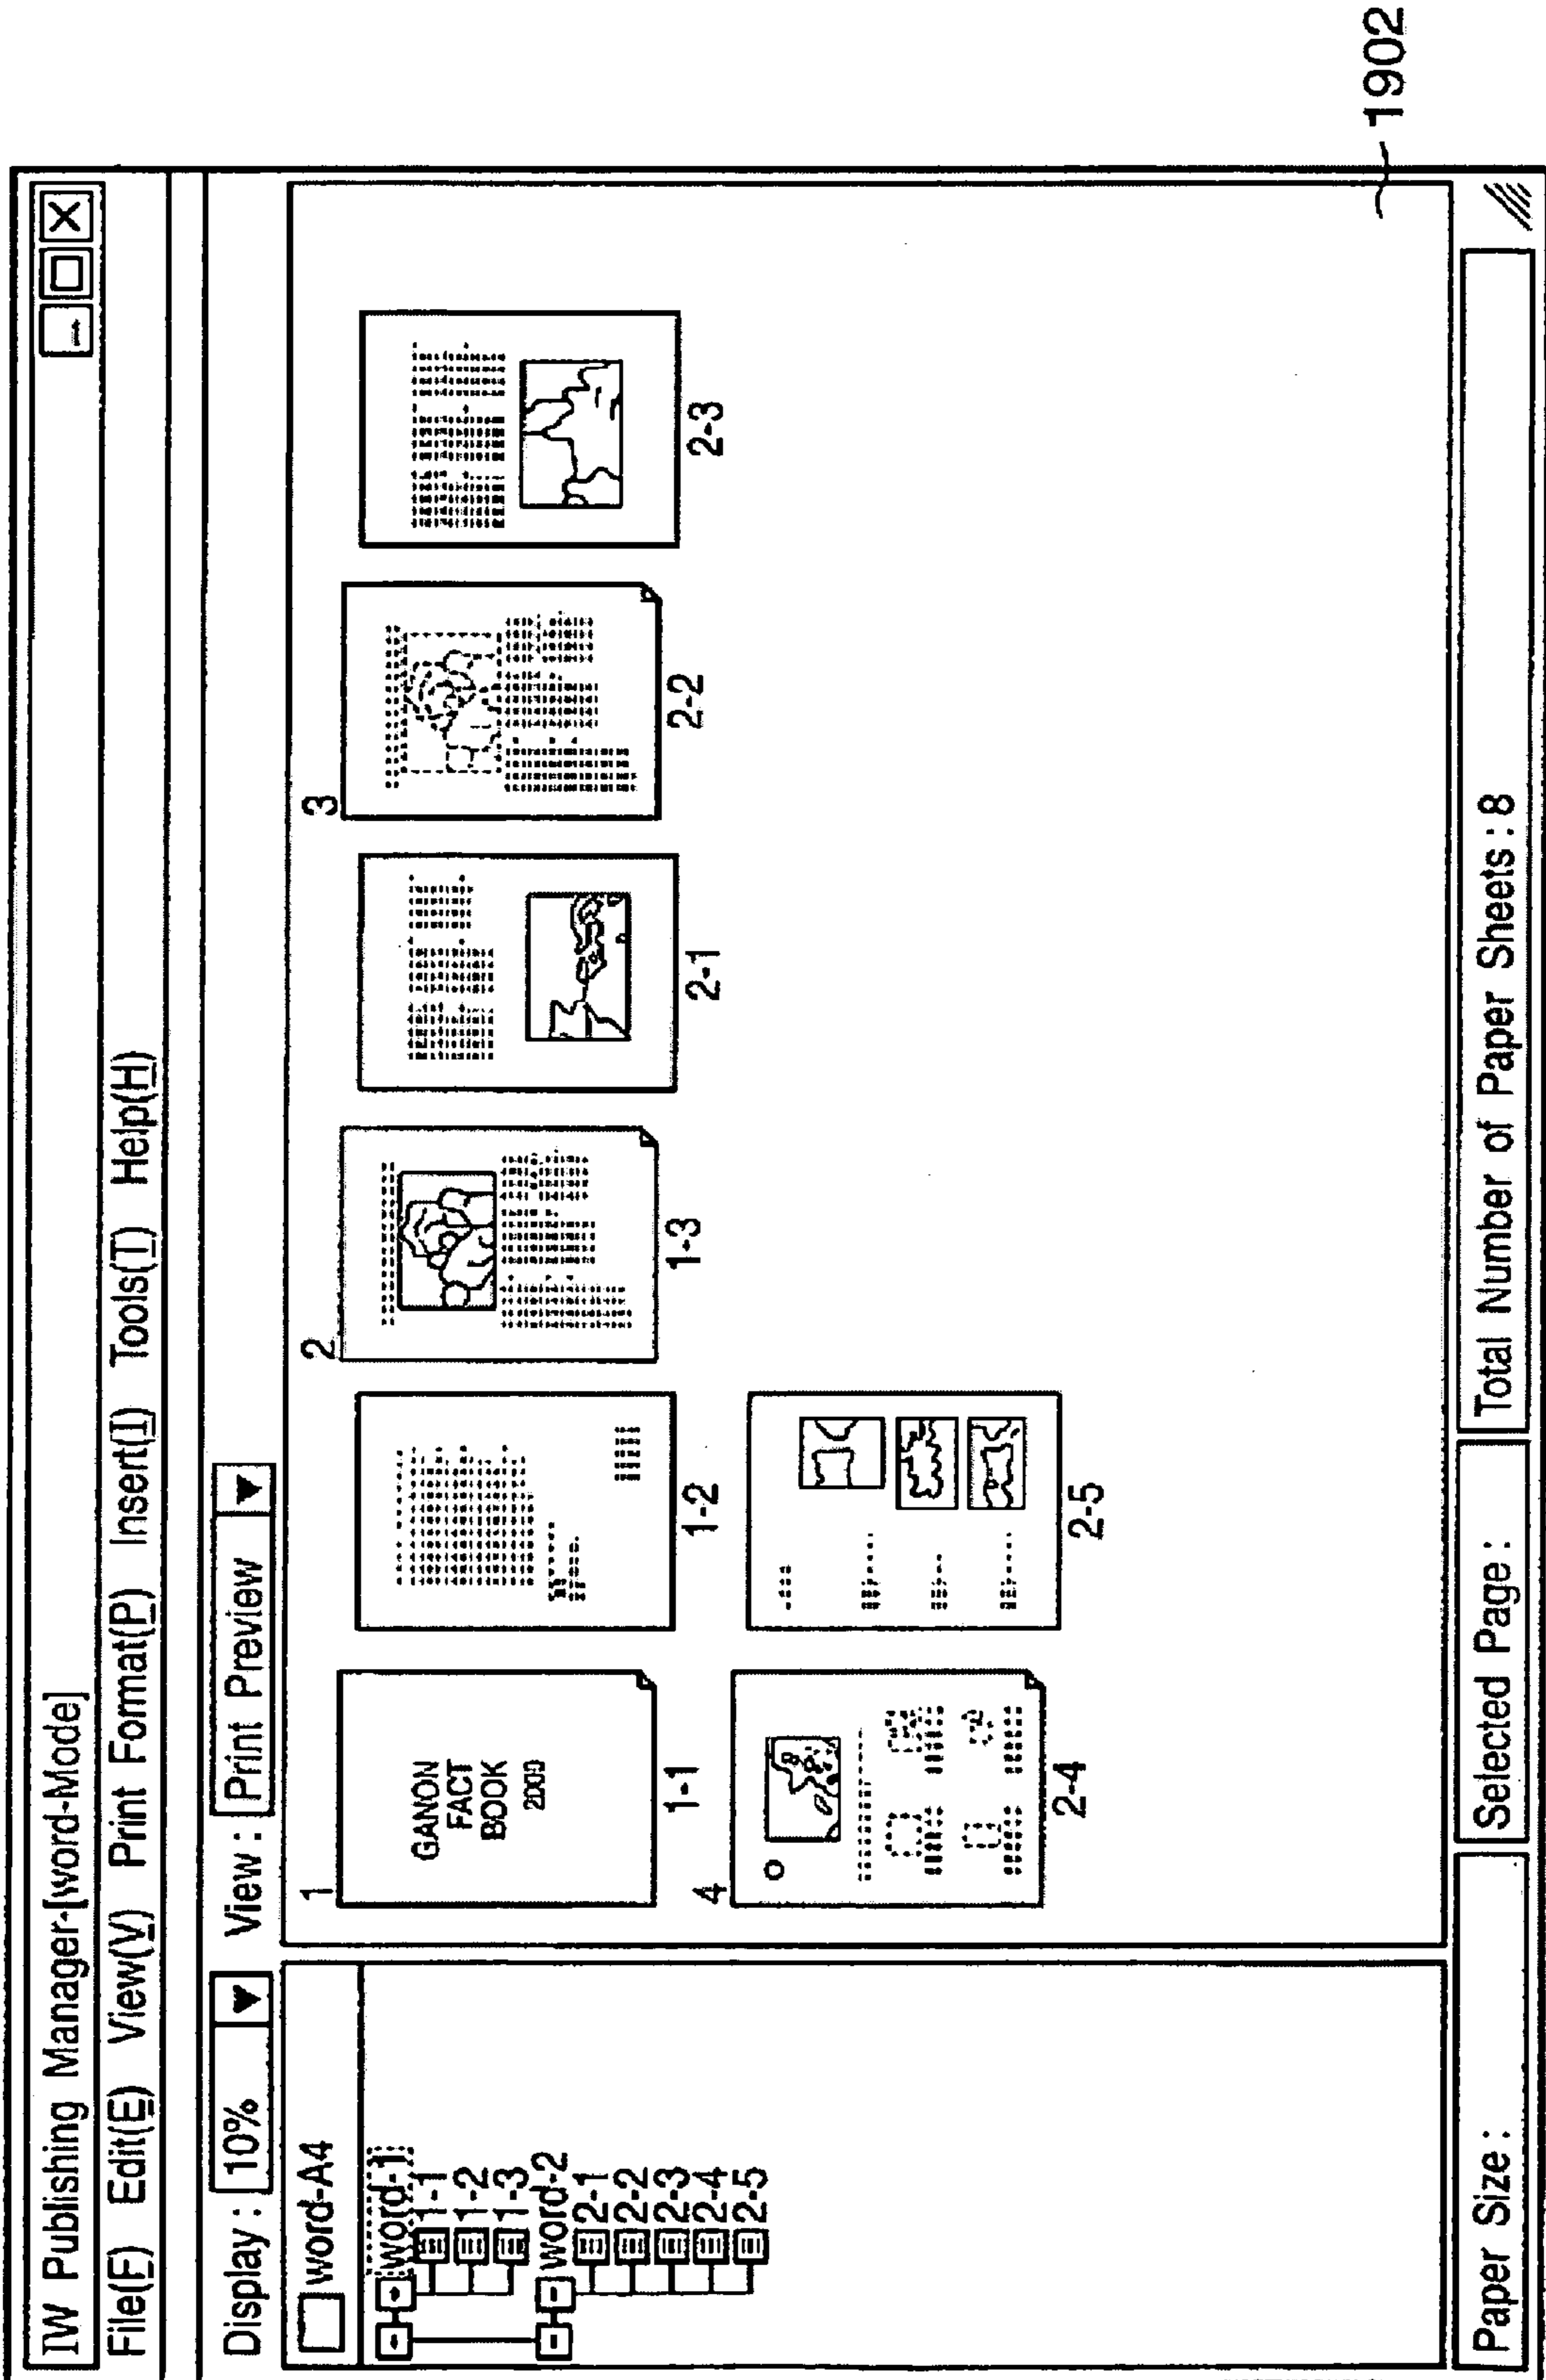 IW Publishing Manager-[word-Mode]
File(F) Edit(E) View(V) Print Format(P) Insert(I) Tools(T) Help(H)
Display : 10% View : Print Preview
word-A4
word-1
1-1
1-2
1-3
word-2
2-1
2-2
2-3
2-4
2-5
1 2 3
GANON
FACT
BOOK
2000
1-1 1-2 1-3 2-1 2-2 2-3
4
2-4 2-5
1902
Paper Size : Selected Page : Total Number of Paper Sheets : 8